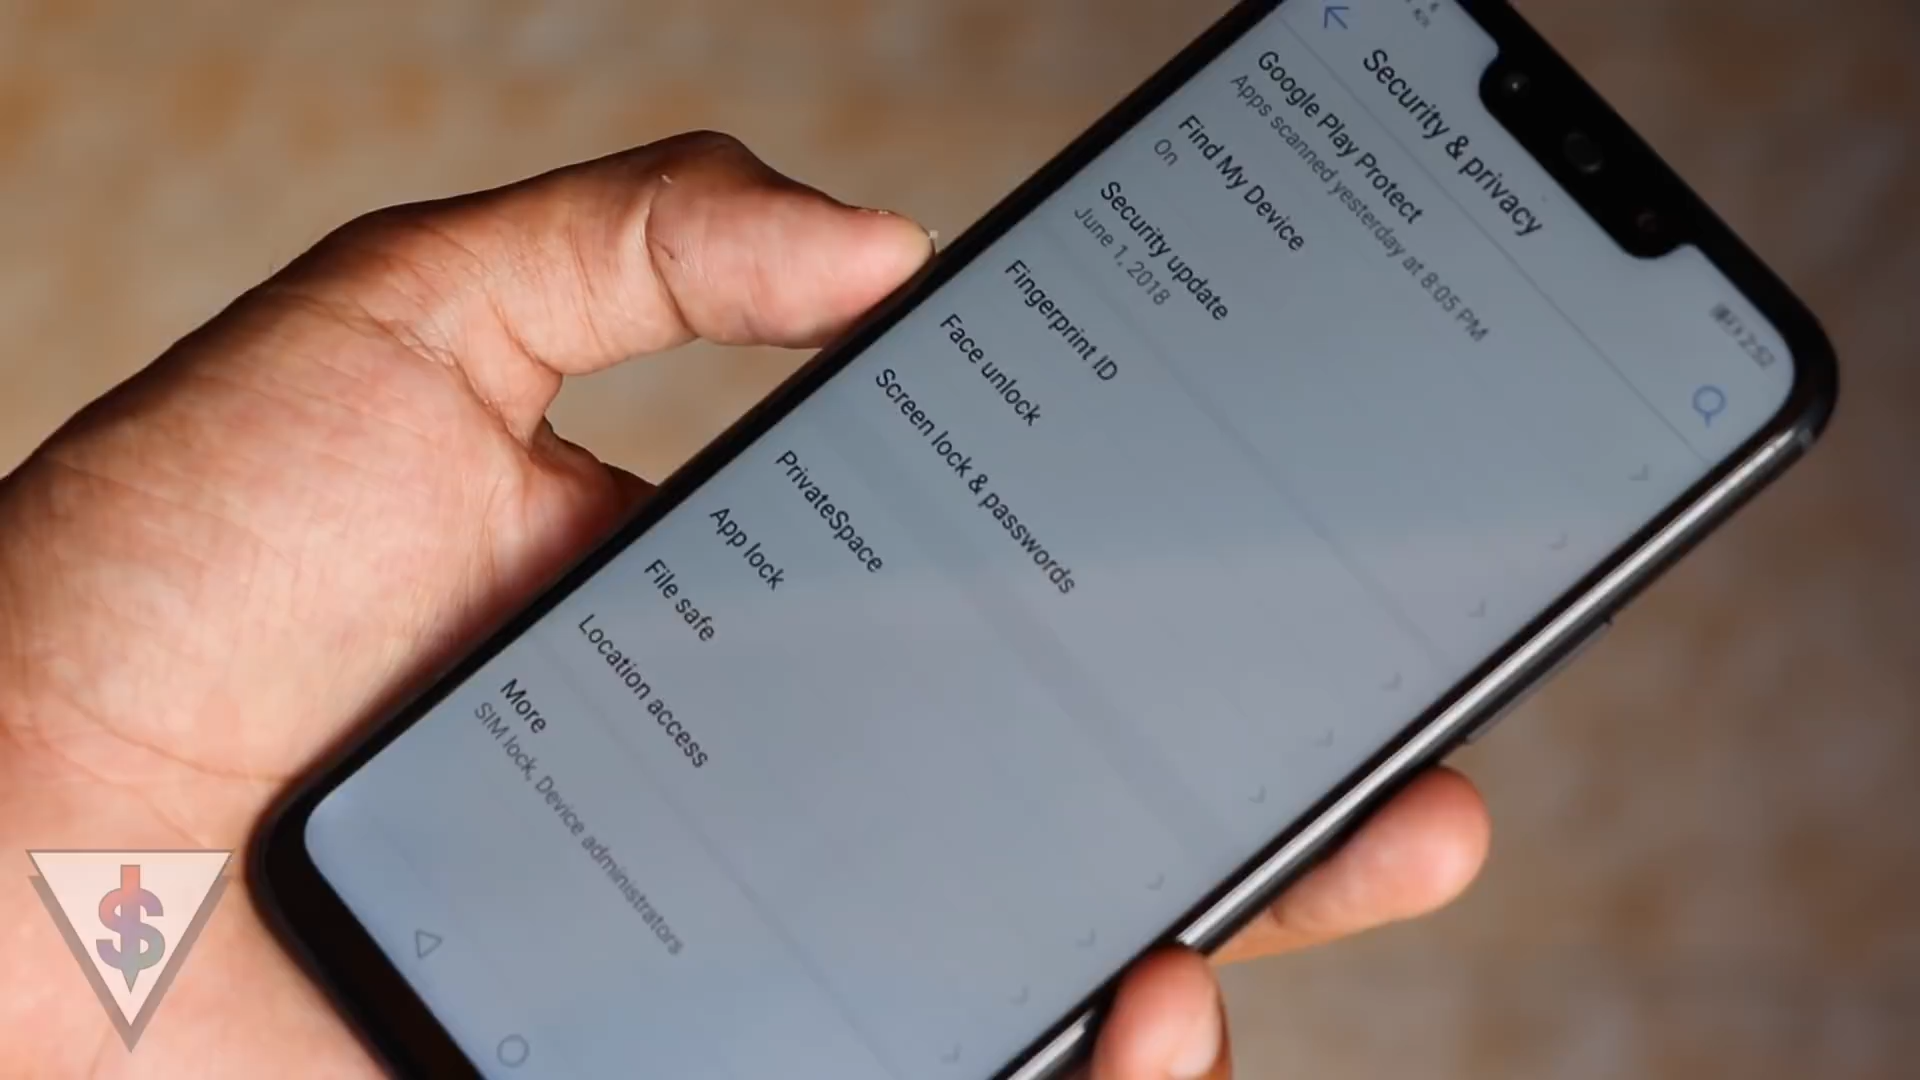 2:52
Security & privacy
Google Play Protect
Apps scanned yesterday at 8:05 PM
Find My Device
On
Security update
June 1, 2018
Fingerprint ID
Face unlock
Screen lock & passwords
PrivateSpace
App lock
File safe
Location access
More
SIM lock, Device administrators
$